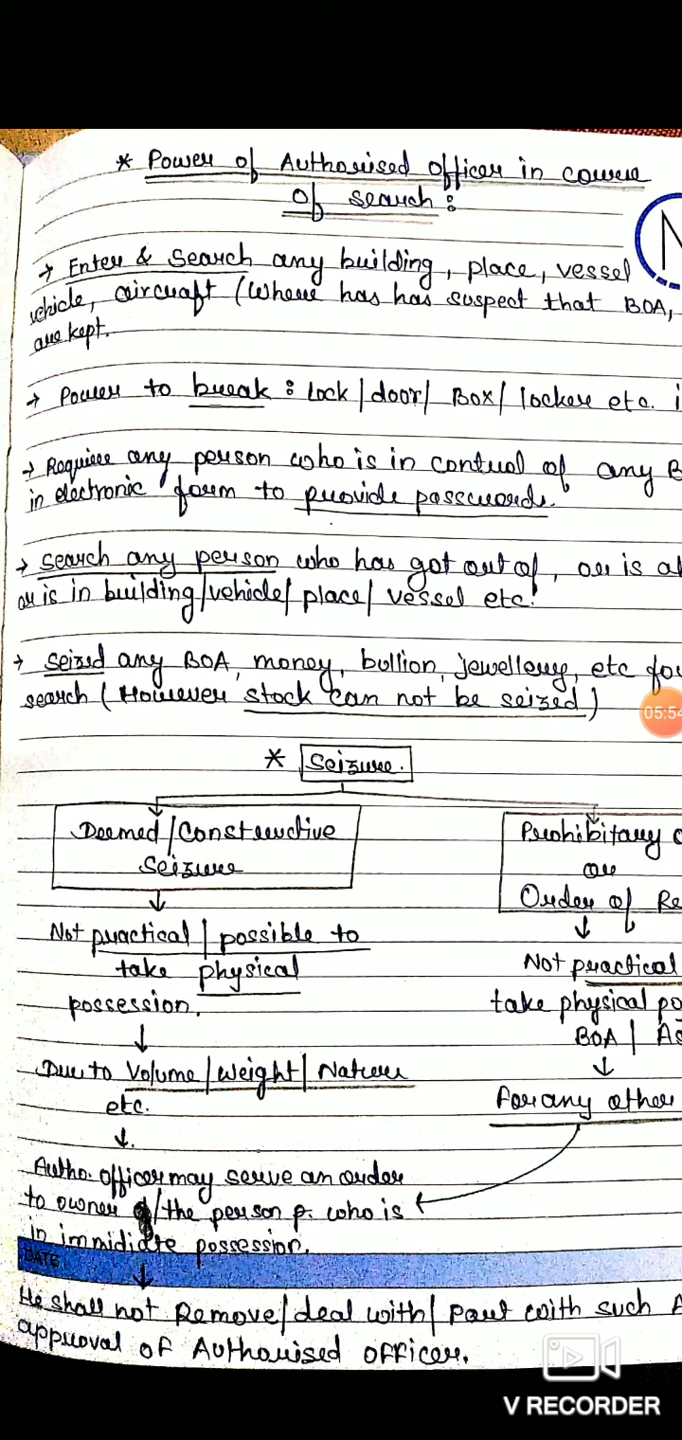 * Power of Authorised officer in course
of search :
N
→ Enter & Search any building, place, vessel
vehicle, aircraft (where has has suspect that BOA,
are kept.
→ Power to break : lock/door/ Box/ locker etc. i
→ Require any person who is in control of any B
in electronic form to provide passwords.
→ search any person who has got out of, or is a
or is in building/vehicle/ place/ vessel etc.
→ seized any BOA, money, bullion, jewellery, etc fo
search (However stock can not be seized)
05:54
* Seizure.
Deemed/Constructive
Seizure
Prohibitary o
or
Order of Re
Not practical / possible to
take physical
possession.
Not practical
take physical po
BOA / As
Due to Volume/weight/Nature
etc.
for any other
Autho. officer may serve an order
to owner /the person p. who is
in immidiate possession.
DATE
He shall not Remove/deal with/ Part with such A
approval of Authorised officer.
V RECORDER